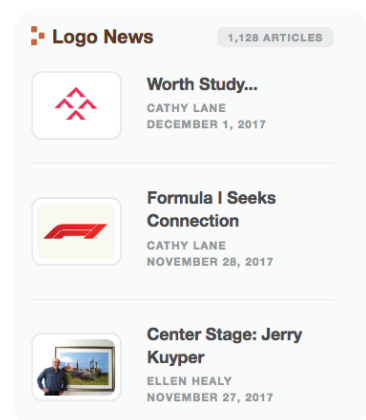 Logo News
1,128 ARTICLES
Worth Study...
CATHY LANE
DECEMBER 1, 2017
Formula I Seeks
Connection
CATHY LANE
NOVEMBER 28, 2017
Center Stage: Jerry
Kuyper
ELLEN HEALY
NOVEMBER 27, 2017